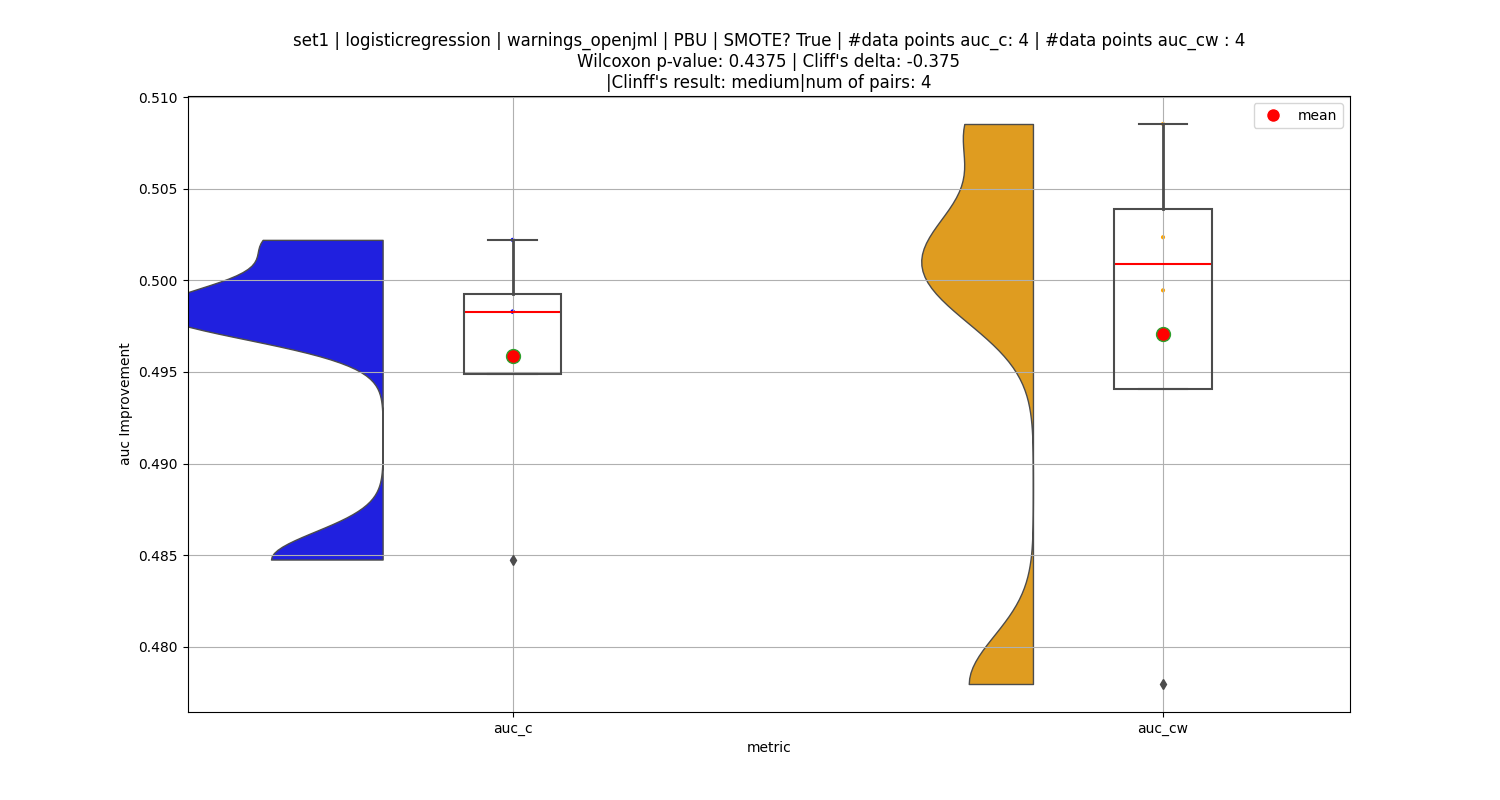 set1 | logisticregression | warnings_openjml | PBU | SMOTE? True | #data points auc_c: 4 | #data points auc_cw : 4
Wilcoxon p-value: 0.4375 | Cliff's delta: -0.375
|Clinff's result: medium|num of pairs: 4
mean
0.510
0.505
0.500
0.495
0.490
0.485
0.480
auc Improvement
auc_c
auc_cw
metric